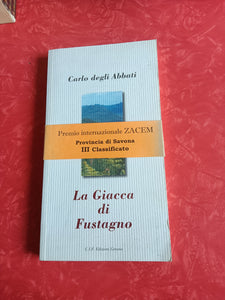 Carlo degli Abbati
Premio internazionale ZACEM
Provincia di Savona
III Classificato
La Giacca
di
Fustagno